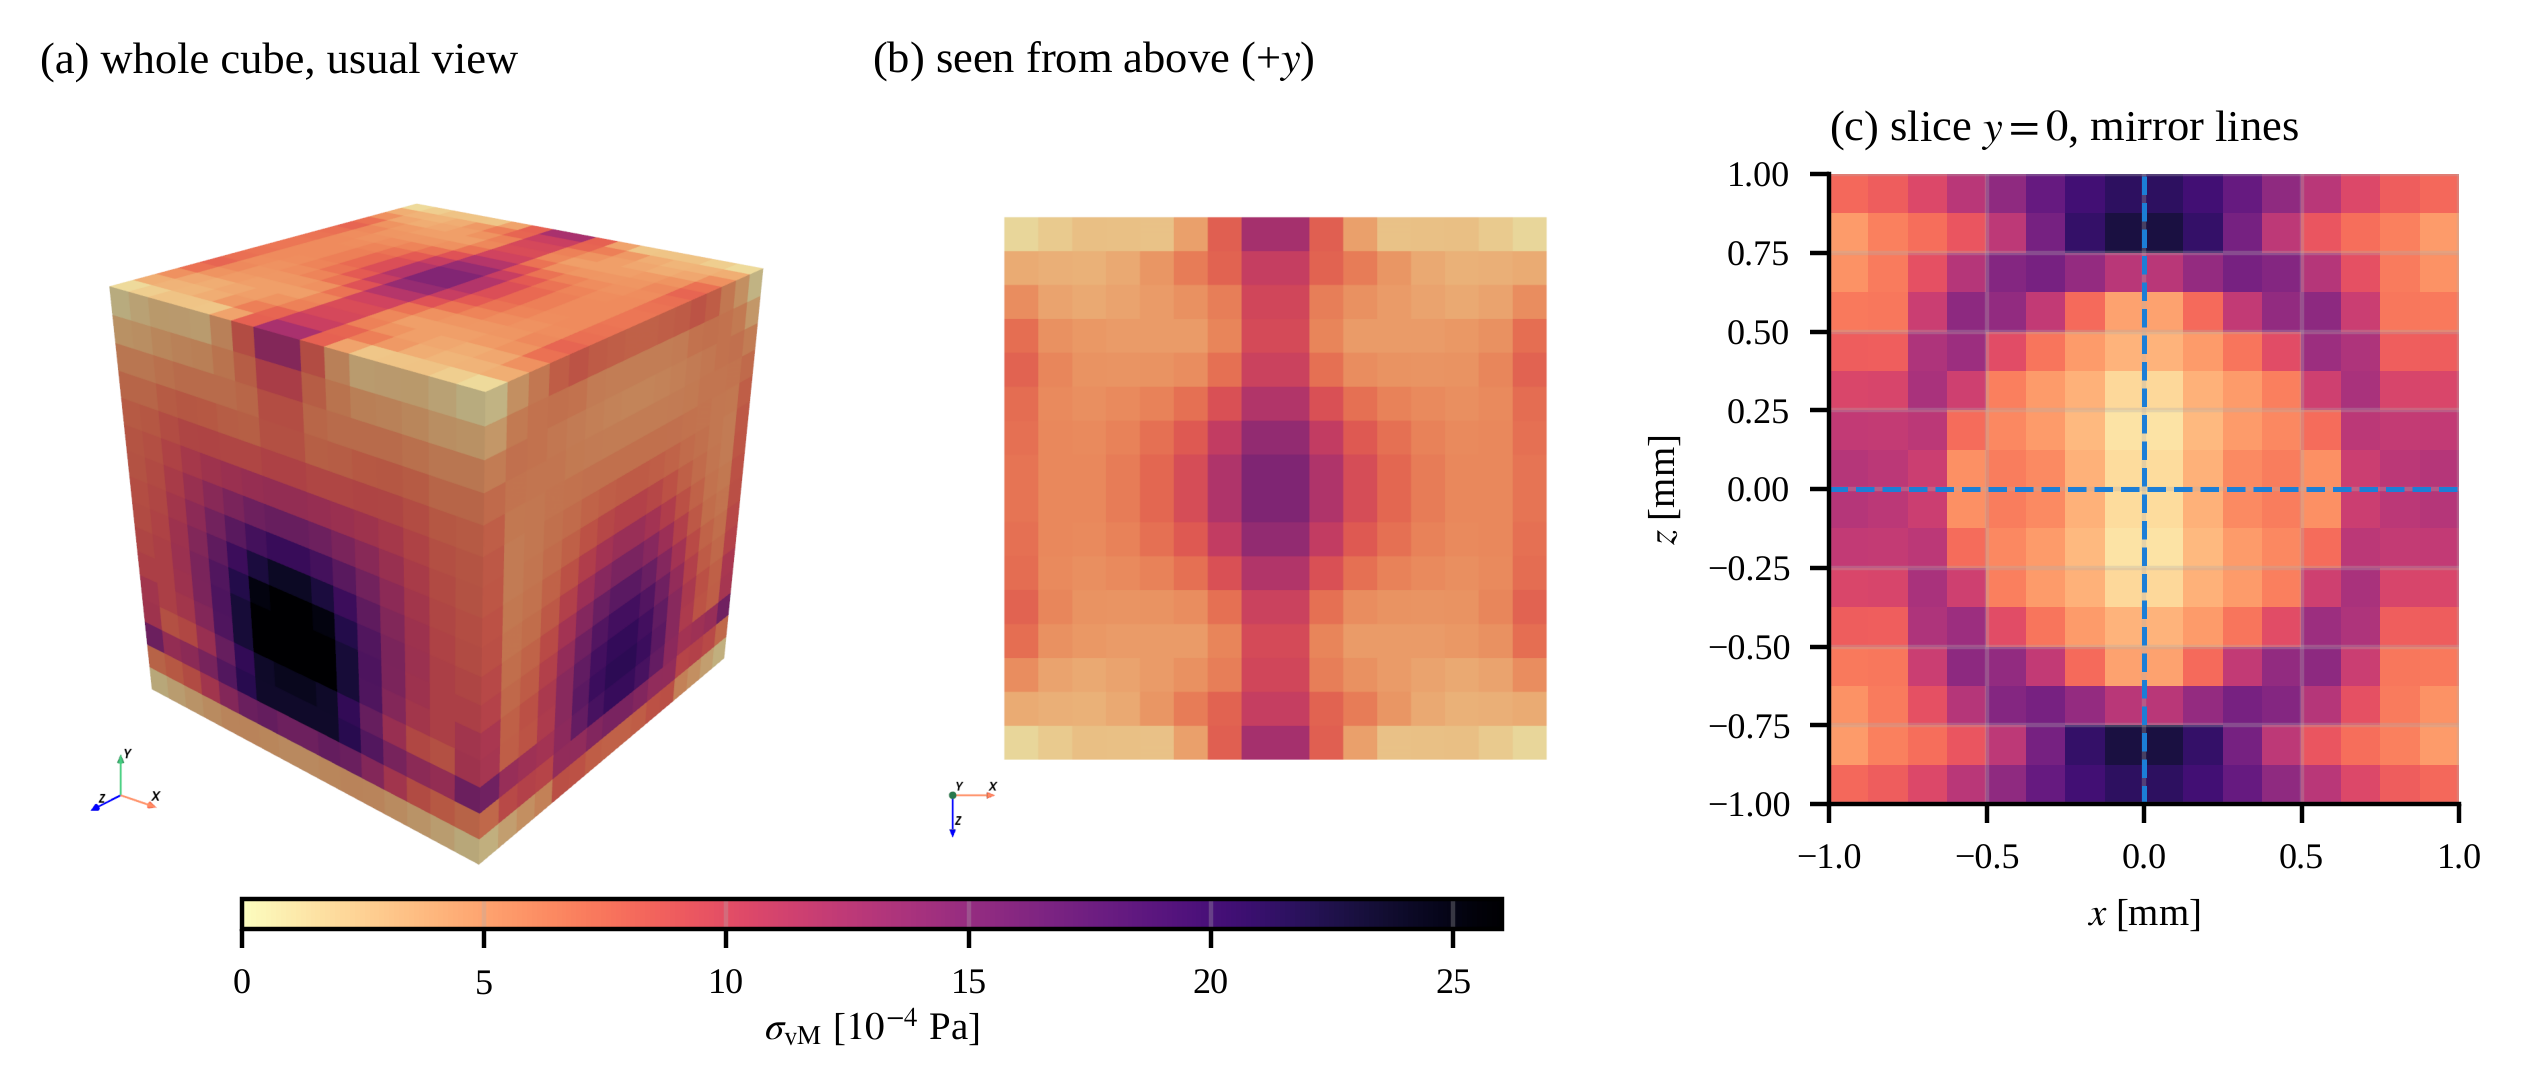 (a) whole cube, usual view
(b) seen from above (+y)
(c) slice y=0, mirror lines
1.00
0.75
0.50
0.25
0.00
−0.25
−0.50
−0.75
−1.00
z [mm]
−1.0 −0.5 0.0 0.5 1.0
x [mm]
Y
Z X
Y X
Z
0 5 10 15 20 25
σvM [10−4 Pa]